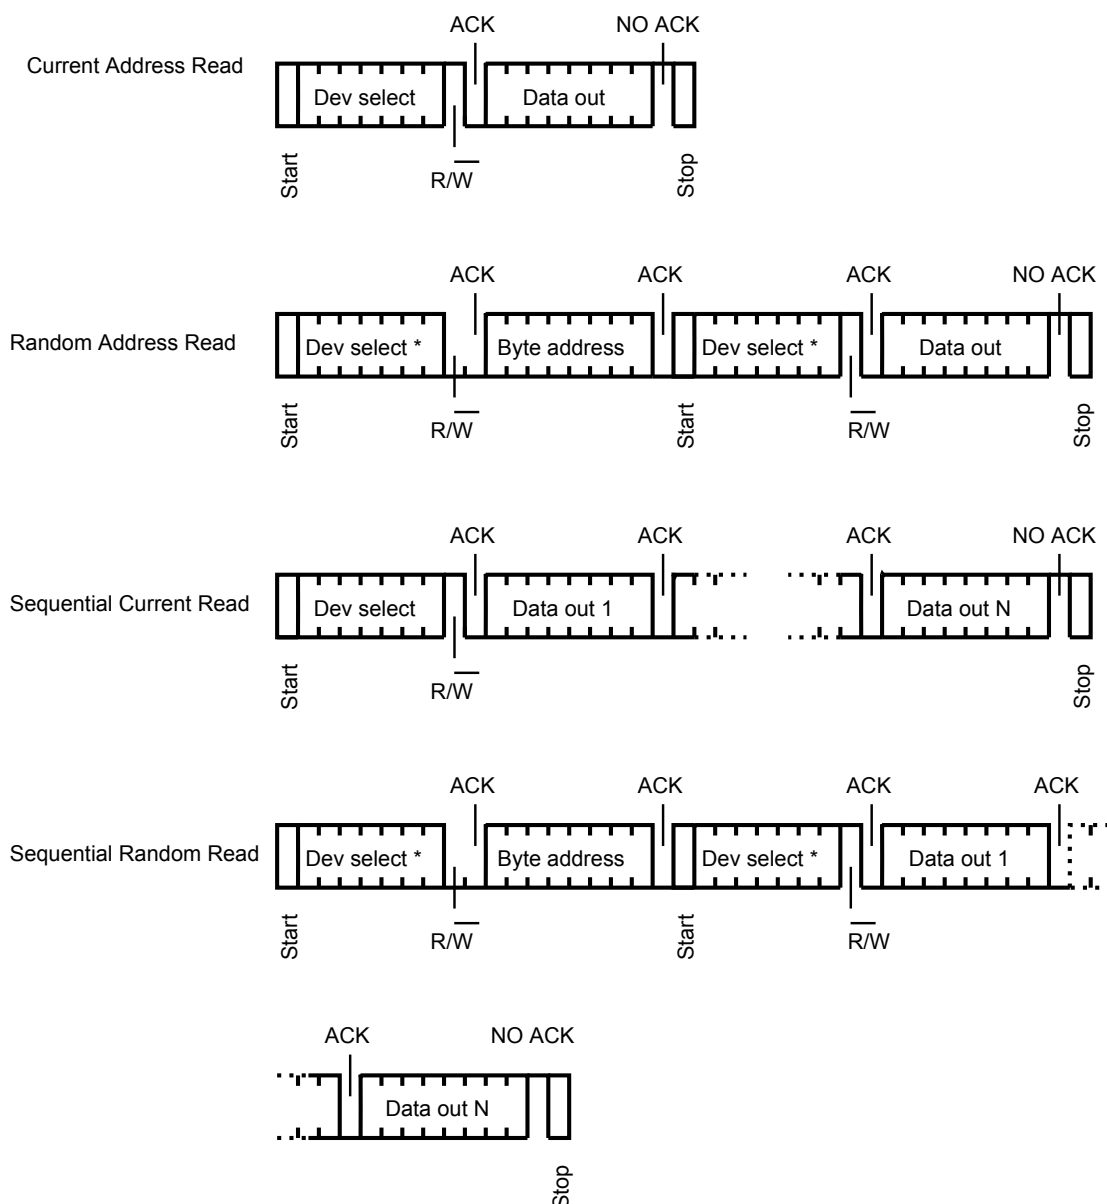 ACK NO ACK
Current Address Read
Dev select Data out
Start R/W̅ Stop
ACK ACK ACK NO ACK
Random Address Read
Dev select * Byte address Dev select * Data out
Start R/W̅ Start R̅/W Stop
ACK ACK ACK NO ACK
Sequential Current Read
Dev select Data out 1 Data out N
Start R/W̅ Stop
ACK ACK ACK ACK
Sequential Random Read
Dev select * Byte address Dev select * Data out 1
Start R/W̅ Start R̅/W
ACK NO ACK
Data out N
Stop